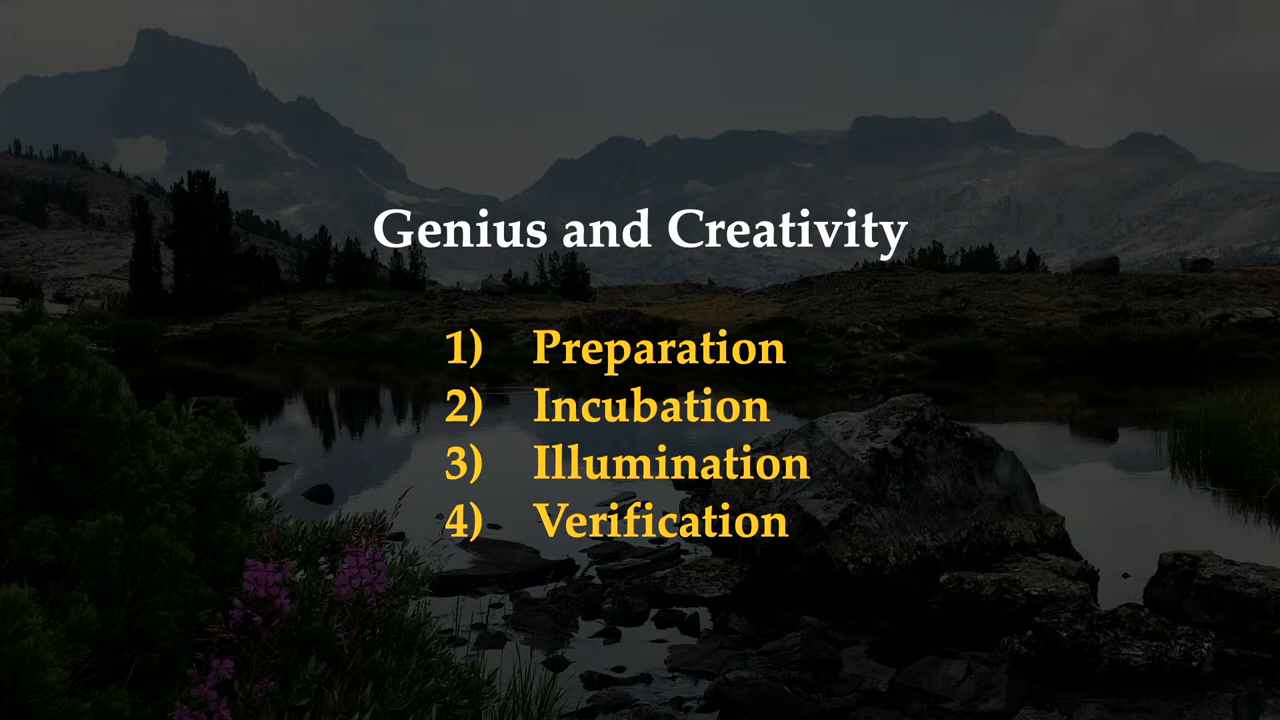 Genius and Creativity
1) Preparation
2) Incubation
3) Illumination
4) Verification